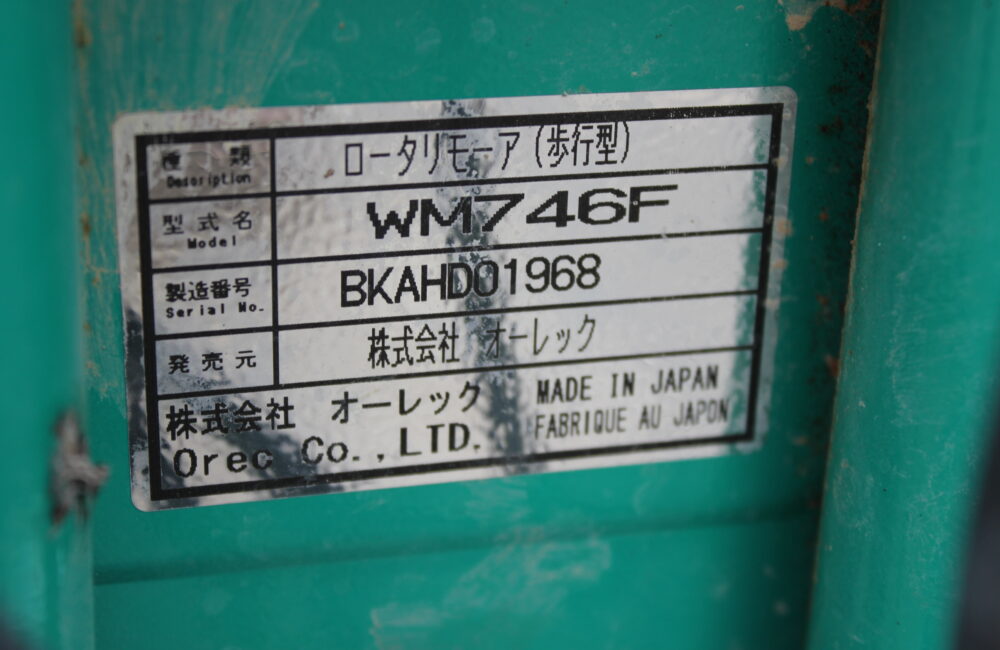 種類 ロータリモーア(歩行型)
Description
型式名 WM746F
Model
製造番号 BKAHD01968
Serial No.
発売元 株式会社 オーレック
株式会社 オーレック MADE IN JAPAN
Orec Co.,LTD. FABRIQUE AU JAPON